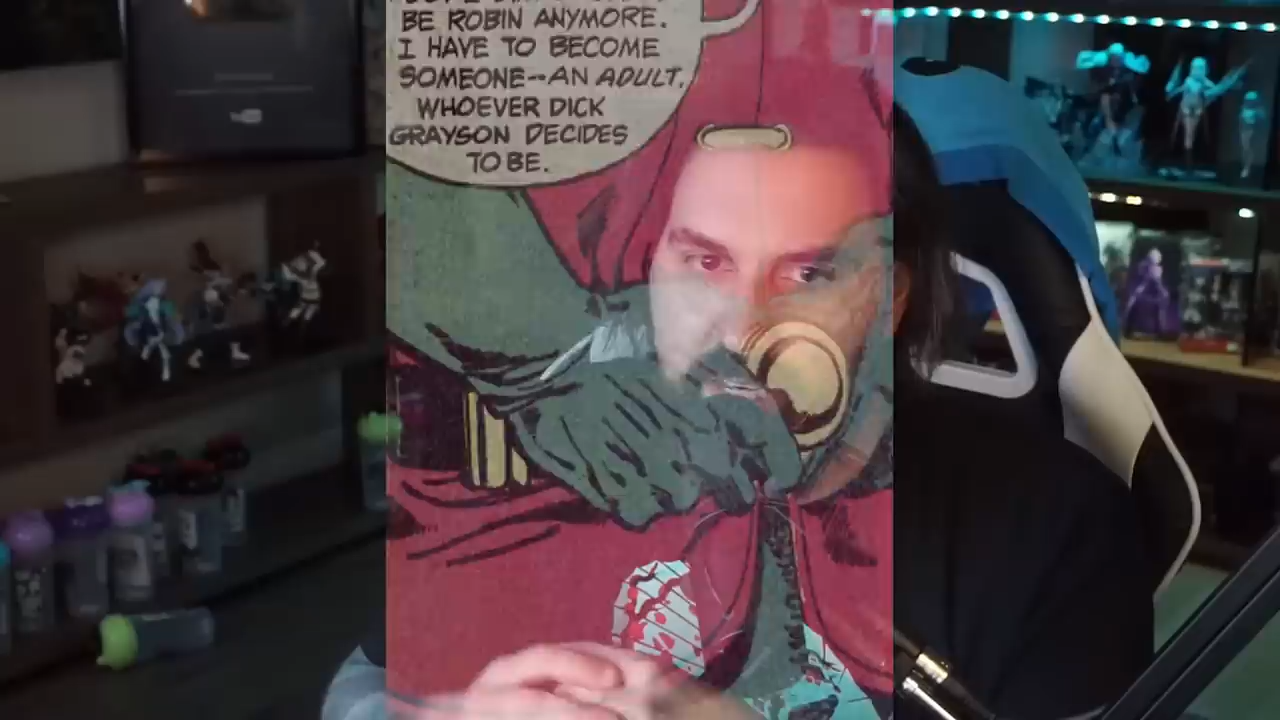 BE ROBIN ANYMORE.
I HAVE TO BECOME
SOMEONE--AN ADULT.
WHOEVER DICK
GRAYSON DECIDES
TO BE.